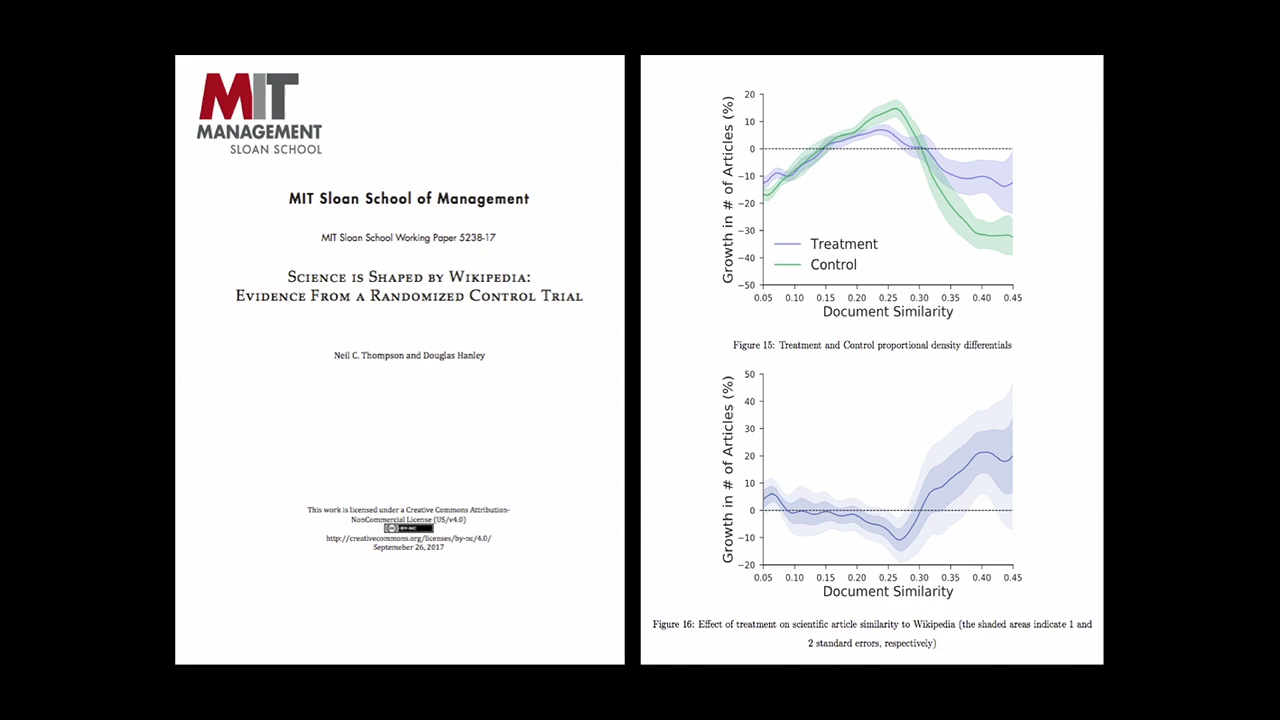 MIT
MANAGEMENT
SLOAN SCHOOL
MIT Sloan School of Management
MIT Sloan School Working Paper 5238-17
Science is Shaped by Wikipedia:
Evidence From a Randomized Control Trial
Neil C. Thompson and Douglas Hanley
This work is licensed under a Creative Commons Attribution-
NonCommercial License (US/v4.0)
http://creativecommons.org/licenses/by-nc/4.0/
Septemeber 26, 2017
Growth in # of Articles (%)
20
10
0
−10
−20
−30
−40
−50
Treatment
Control
0.05 0.10 0.15 0.20 0.25 0.30 0.35 0.40 0.45
Document Similarity
Figure 15: Treatment and Control proportional density differentials
Growth in # of Articles (%)
50
40
30
20
10
0
−10
−20
0.05 0.10 0.15 0.20 0.25 0.30 0.35 0.40 0.45
Document Similarity
Figure 16: Effect of treatment on scientific article similarity to Wikipedia (the shaded areas indicate 1 and
2 standard errors, respectively)